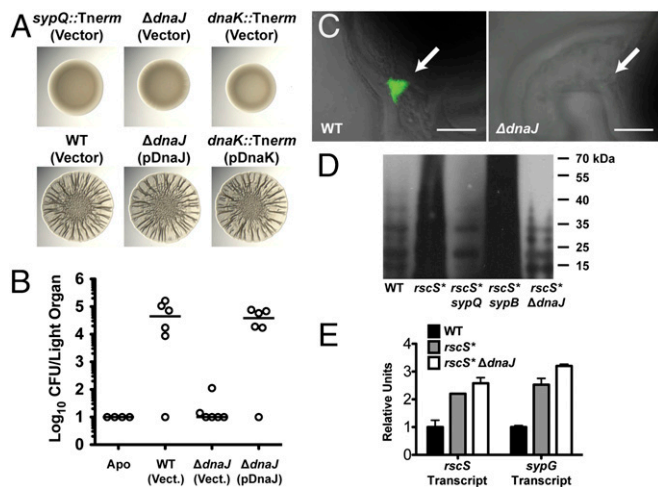 A
sypQ::Tnerm
(Vector)
ΔdnaJ
(Vector)
dnaK::Tnerm
(Vector)
WT
(Vector)
ΔdnaJ
(pDnaJ)
dnaK::Tnerm
(pDnaK)
B
Log10 CFU/Light Organ
6
5
4
3
2
1
0
Apo
WT
(Vect.)
ΔdnaJ
(Vect.)
ΔdnaJ
(pDnaJ)
C
WT
ΔdnaJ
D
70 kDa
55
40
35
25
15
WT
rscS*
rscS*
sypQ
rscS*
sypB
rscS*
ΔdnaJ
E
WT
rscS*
rscS* ΔdnaJ
Relative Units
4
3
2
1
0
rscS
Transcript
sypG
Transcript